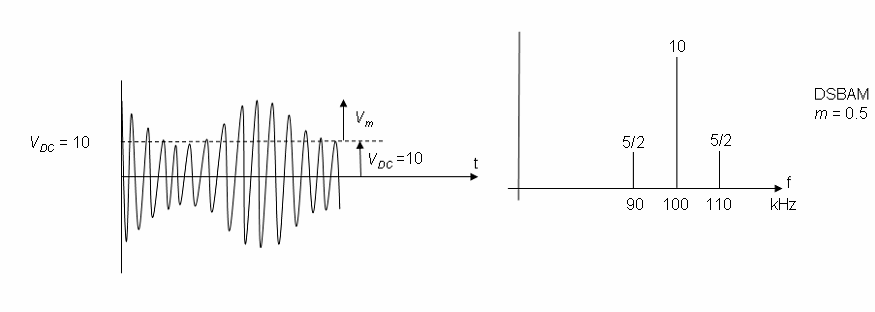 V_DC = 10
V_m
V_DC =10
t
10
5/2
5/2
90
100
110
f
kHz
DSBAM
m = 0.5